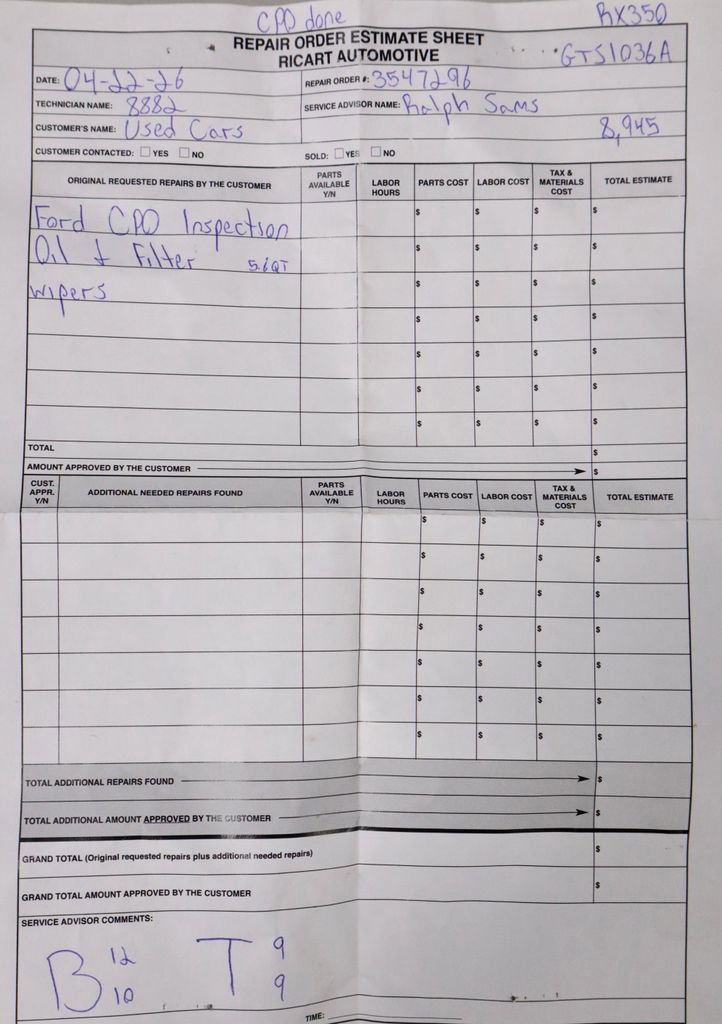 CPO done
RX350
REPAIR ORDER ESTIMATE SHEET
RICART AUTOMOTIVE
GTS1036A
DATE: 04-22-26
REPAIR ORDER #: 3547296
TECHNICIAN NAME: 8882
SERVICE ADVISOR NAME: Ralph Sams
CUSTOMER'S NAME: Used Cars
8,945
CUSTOMER CONTACTED: YES NO
SOLD: YES NO
ORIGINAL REQUESTED REPAIRS BY THE CUSTOMER PARTS AVAILABLE Y/N LABOR HOURS PARTS COST LABOR COST TAX & MATERIALS COST TOTAL ESTIMATE
Ford CPO Inspection $ $ $ $
Oil & Filter 5.6QT $ $ $ $
wipers $ $ $ $
$ $ $ $
$ $ $ $
$ $ $ $
$ $ $ $
TOTAL $
AMOUNT APPROVED BY THE CUSTOMER $
CUST. APPR. Y/N ADDITIONAL NEEDED REPAIRS FOUND PARTS AVAILABLE Y/N LABOR HOURS PARTS COST LABOR COST TAX & MATERIALS COST TOTAL ESTIMATE
$ $ $ $
$ $ $ $
$ $ $ $
$ $ $ $
$ $ $ $
$ $ $ $
$ $ $ $
TOTAL ADDITIONAL REPAIRS FOUND $
TOTAL ADDITIONAL AMOUNT APPROVED BY THE CUSTOMER $
GRAND TOTAL (Original requested repairs plus additional needed repairs) $
GRAND TOTAL AMOUNT APPROVED BY THE CUSTOMER $
SERVICE ADVISOR COMMENTS:
B 12 T 9
10 9
TIME: